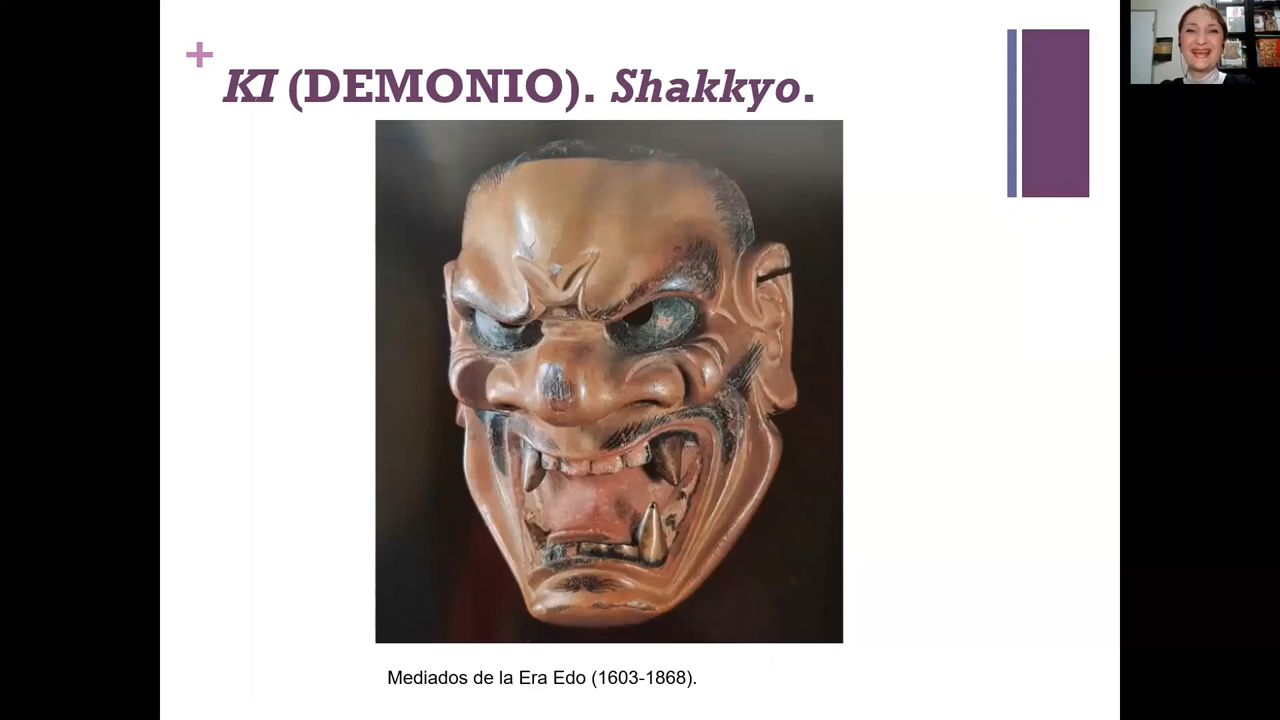 KI (DEMONIO). Shakkyo.
Mediados de la Era Edo (1603-1868).